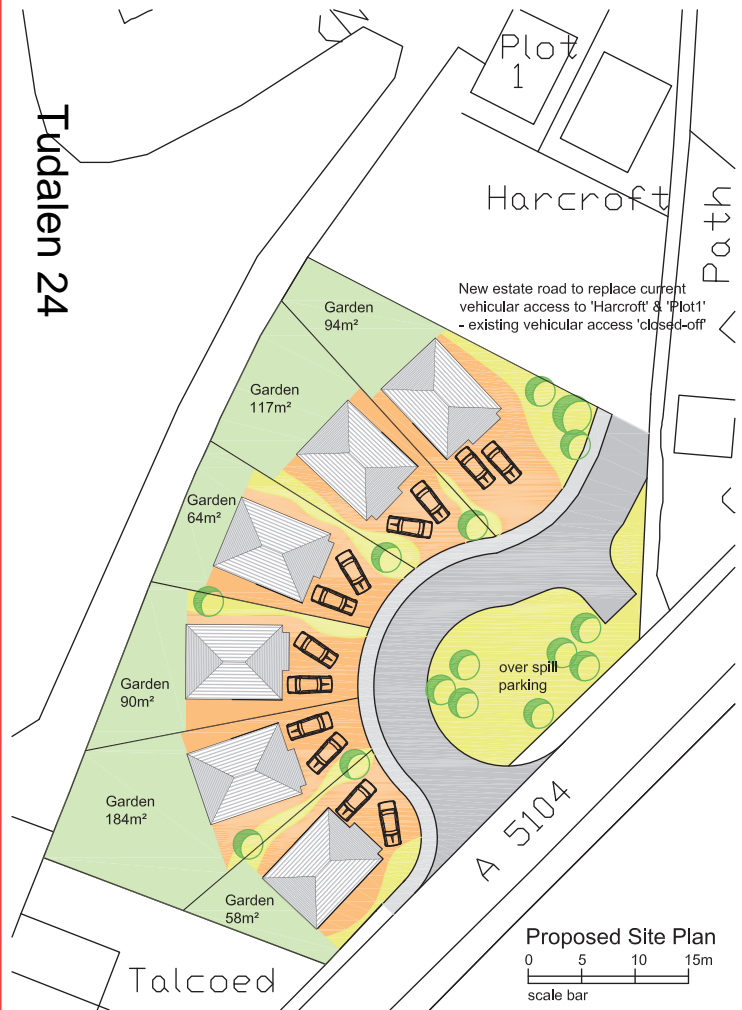 Tudalen 24
Plot
1
Harcroft
Path
New estate road to replace current
vehicular access to 'Harcroft' & 'Plot1'
- existing vehicular access 'closed-off'
Garden
94m²
Garden
117m²
Garden
64m²
Garden
90m²
over spill
parking
Garden
184m²
Garden
58m²
A 5104
Talcoed
Proposed Site Plan
0 5 10 15m
scale bar